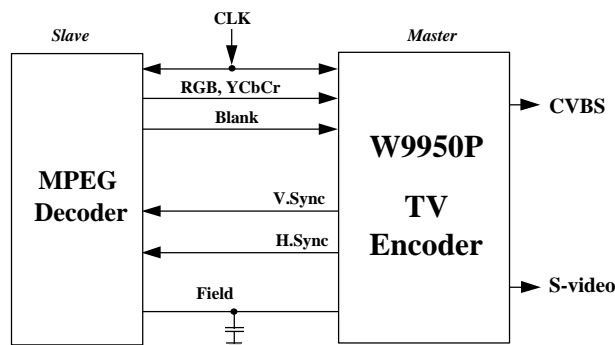 CLK
Slave
Master
RGB, YCbCr
Blank
CVBS
W9950P
MPEG
Decoder
TV
Encoder
V.Sync
H.Sync
Field
S-video